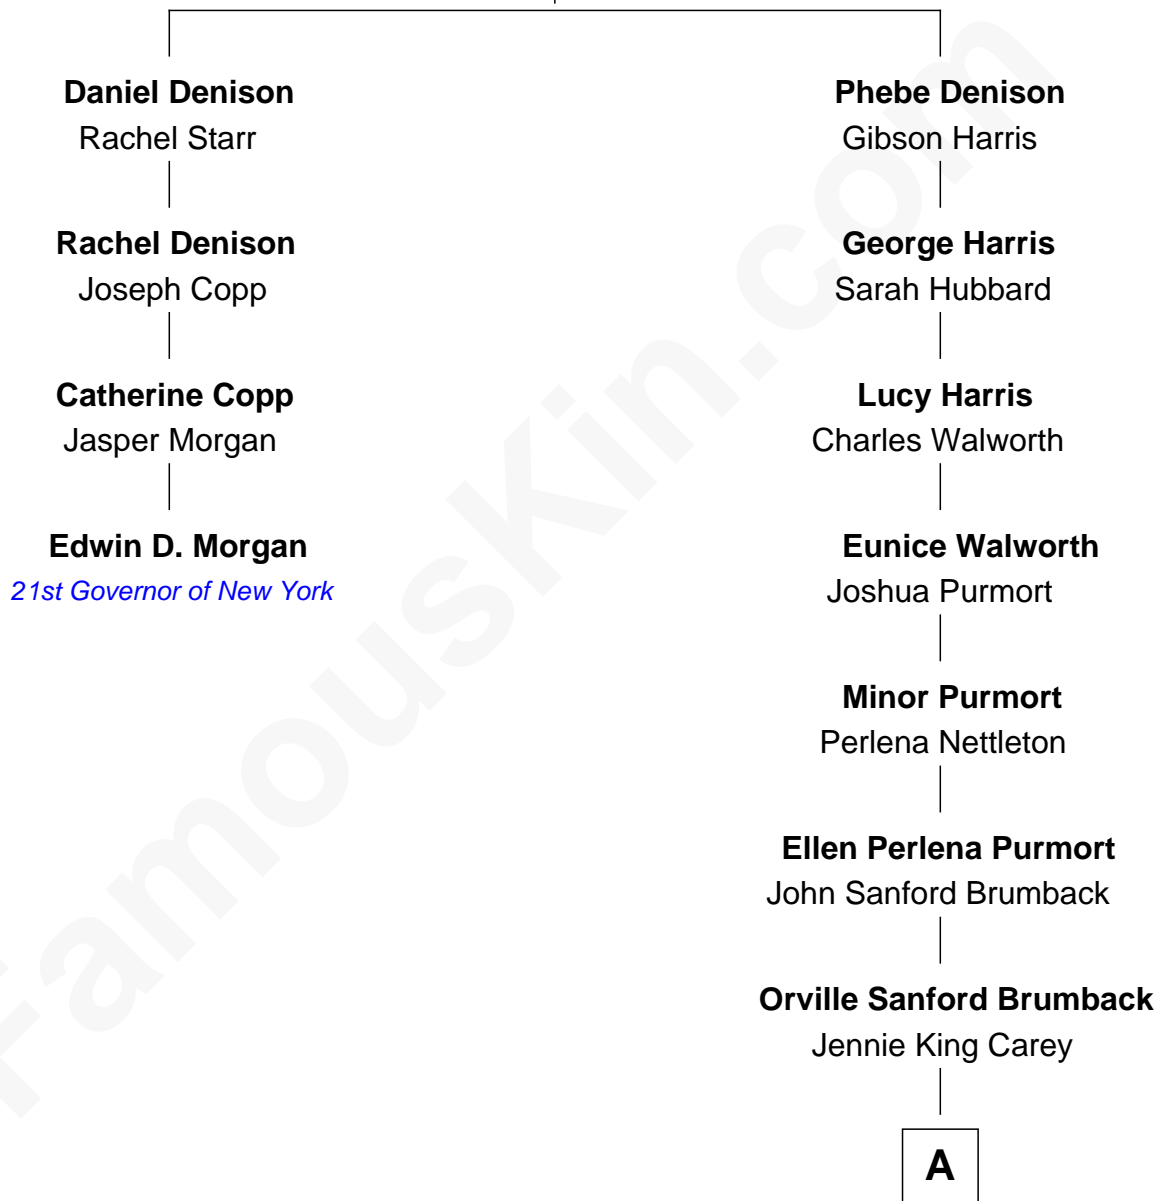 Daniel Denison
Rachel Starr
Rachel Denison
Joseph Copp
Catherine Copp
Jasper Morgan
Edwin D. Morgan
21st Governor of New York
Phebe Denison
Gibson Harris
George Harris
Sarah Hubbard
Lucy Harris
Charles Walworth
Eunice Walworth
Joshua Purmort
Minor Purmort
Perlena Nettleton
Ellen Perlena Purmort
John Sanford Brumback
Orville Sanford Brumback
Jennie King Carey
A
FamousKin.com